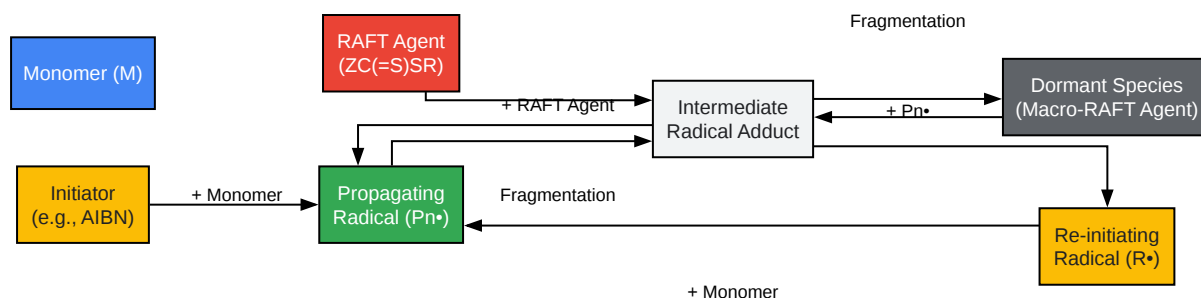 Fragmentation
RAFT Agent
(ZC(=S)SR)
Monomer (M)
Dormant Species
(Macro-RAFT Agent)
+ RAFT Agent
Intermediate
Radical Adduct
+ Pn•
Initiator
(e.g., AIBN)
+ Monomer
Propagating
Radical (Pn•)
Fragmentation
Re-initiating
Radical (R•)
+ Monomer